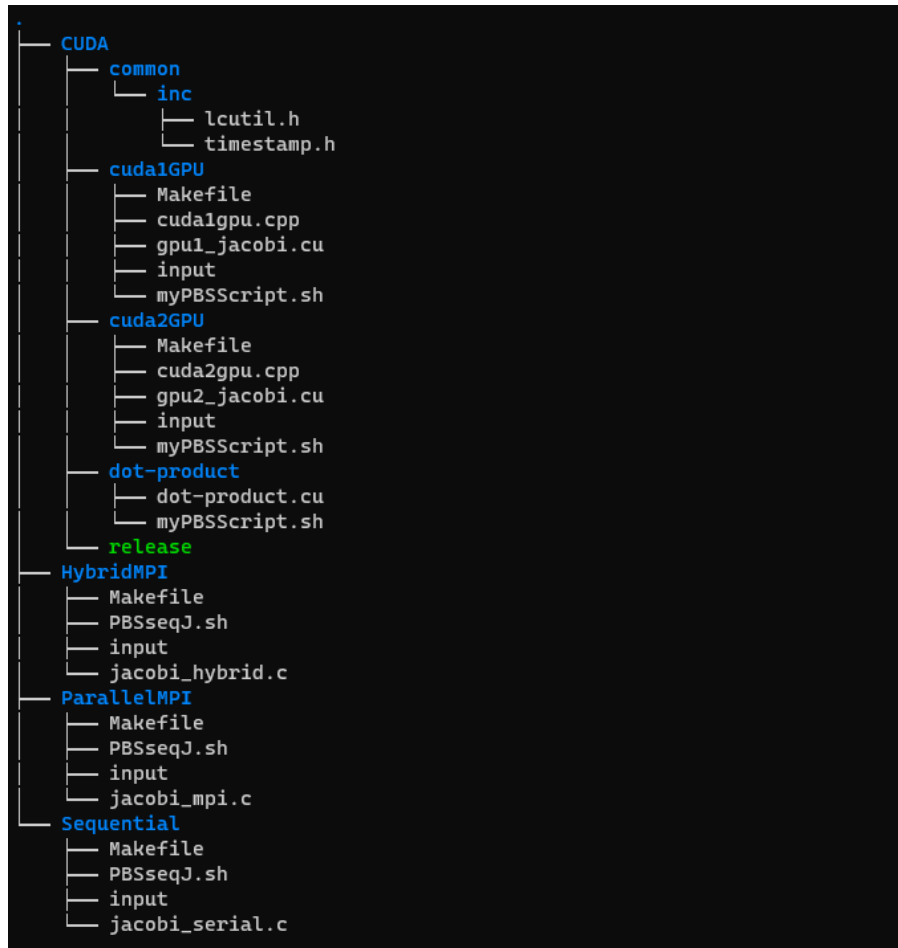 .
├── CUDA
│   ├── common
│   │   └── inc
│   │       ├── lcutil.h
│   │       └── timestamp.h
│   ├── cuda1GPU
│   │   ├── Makefile
│   │   ├── cuda1gpu.cpp
│   │   ├── gpu1_jacobi.cu
│   │   ├── input
│   │   └── myPBSScript.sh
│   ├── cuda2GPU
│   │   ├── Makefile
│   │   ├── cuda2gpu.cpp
│   │   ├── gpu2_jacobi.cu
│   │   ├── input
│   │   └── myPBSScript.sh
│   ├── dot-product
│   │   ├── dot-product.cu
│   │   └── myPBSScript.sh
│   └── release
├── HybridMPI
│   ├── Makefile
│   ├── PBSseqJ.sh
│   ├── input
│   └── jacobi_hybrid.c
├── ParallelMPI
│   ├── Makefile
│   ├── PBSseqJ.sh
│   ├── input
│   └── jacobi_mpi.c
└── Sequential
    ├── Makefile
    ├── PBSseqJ.sh
    ├── input
    └── jacobi_serial.c